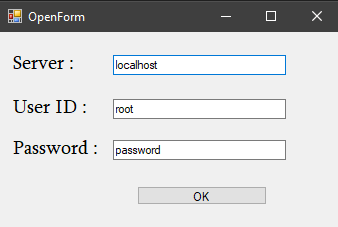 OpenForm
Server : localhost
User ID : root
Password : password
OK